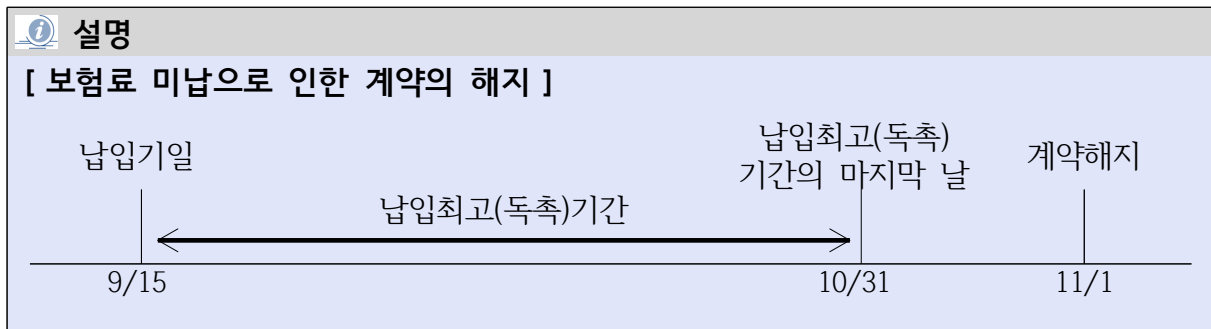 설명
[ 보험료 미납으로 인한 계약의 해지 ]
납입기일
납입최고(독촉)
기간의 마지막 날
계약해지
납입최고(독촉)기간
9/15
10/31
11/1